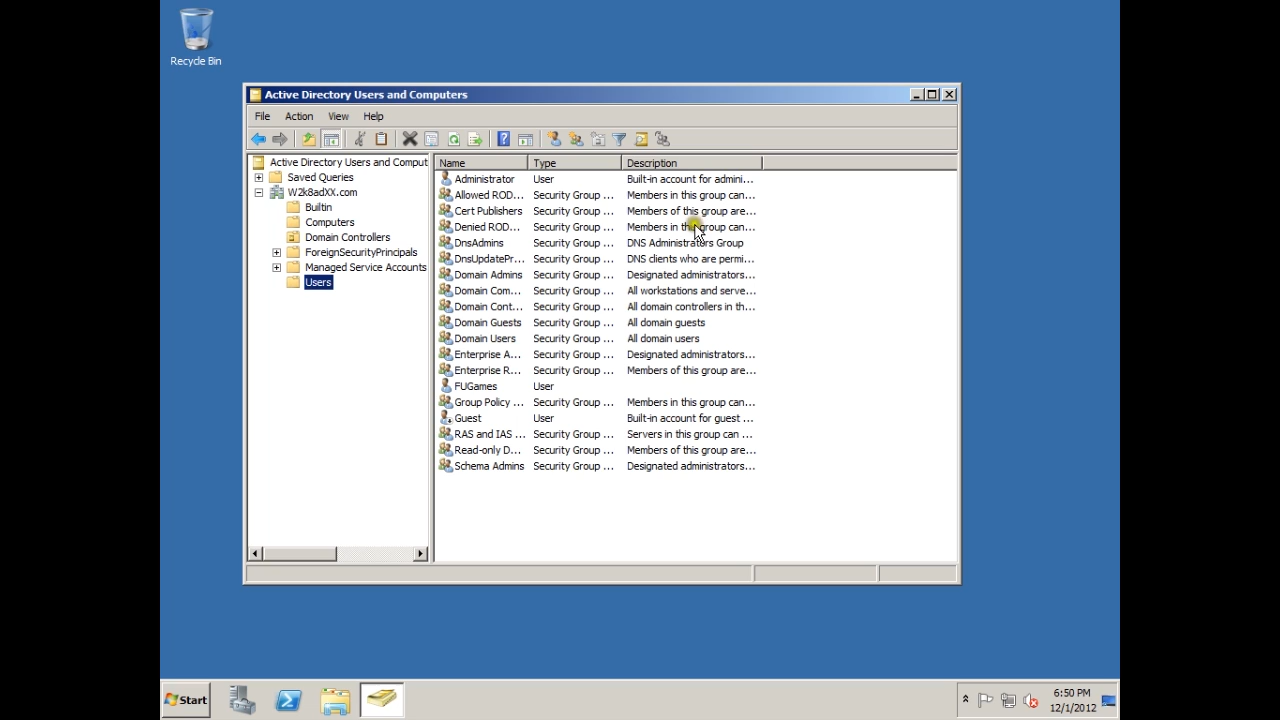 Recycle Bin
Active Directory Users and Computers
File Action View Help
Active Directory Users and Comput
Saved Queries
W2k8adXX.com
Builtin
Computers
Domain Controllers
ForeignSecurityPrincipals
Managed Service Accounts
Users
Name Type Description
Administrator User Built-in account for admini...
Allowed ROD... Security Group ... Members in this group can...
Cert Publishers Security Group ... Members of this group are...
Denied ROD... Security Group ... Members in this group can...
DnsAdmins Security Group ... DNS Administrators Group
DnsUpdatePr... Security Group ... DNS clients who are permi...
Domain Admins Security Group ... Designated administrators...
Domain Com... Security Group ... All workstations and serve...
Domain Cont... Security Group ... All domain controllers in th...
Domain Guests Security Group ... All domain guests
Domain Users Security Group ... All domain users
Enterprise A... Security Group ... Designated administrators...
Enterprise R... Security Group ... Members of this group are...
FUGames User
Group Policy ... Security Group ... Members in this group can...
Guest User Built-in account for guest ...
RAS and IAS ... Security Group ... Servers in this group can ...
Read-only D... Security Group ... Members of this group are...
Schema Admins Security Group ... Designated administrators...
Start
6:50 PM
12/1/2012